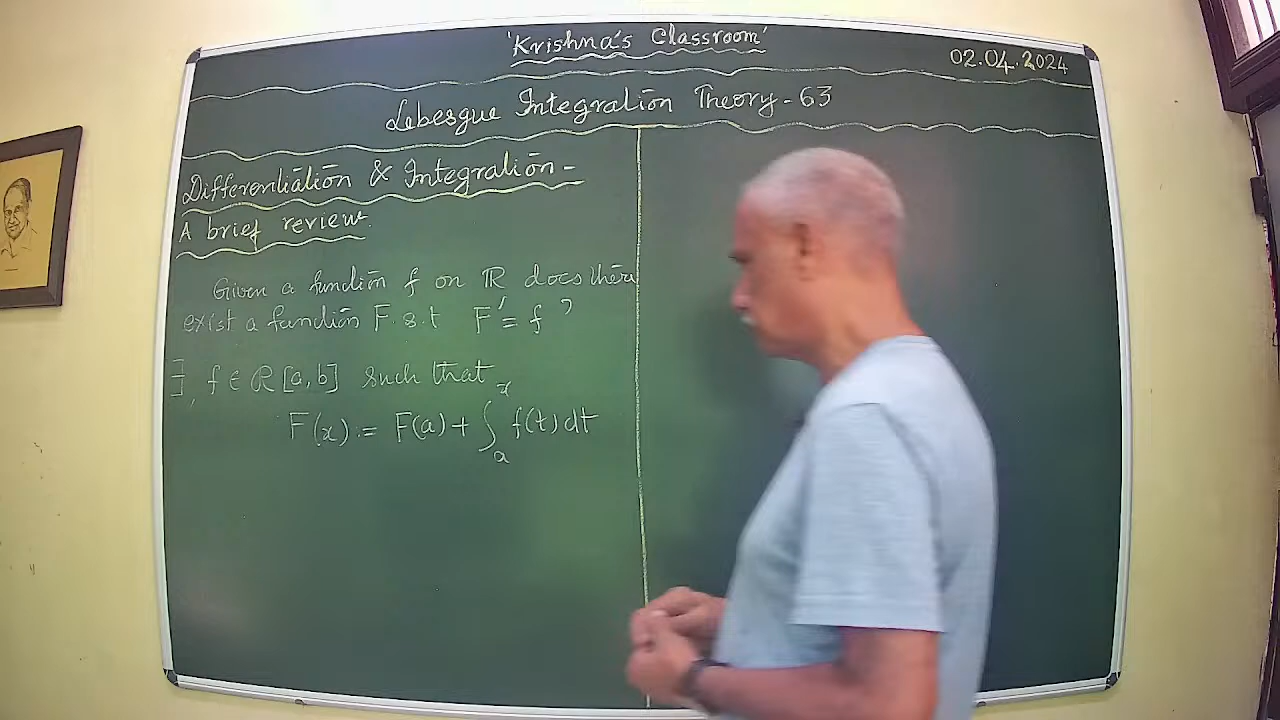 'Krishna's Classroom'
02.04.2024
Lebesgue Integration Theory - 63
Differentiation & Integration -
A brief review.
Given a function f on ℝ does there
exist a function F s.t F' = f ?
∃, f ∈ R[a,b] such that
F(x) := F(a) + ∫ₐˣ f(t) dt